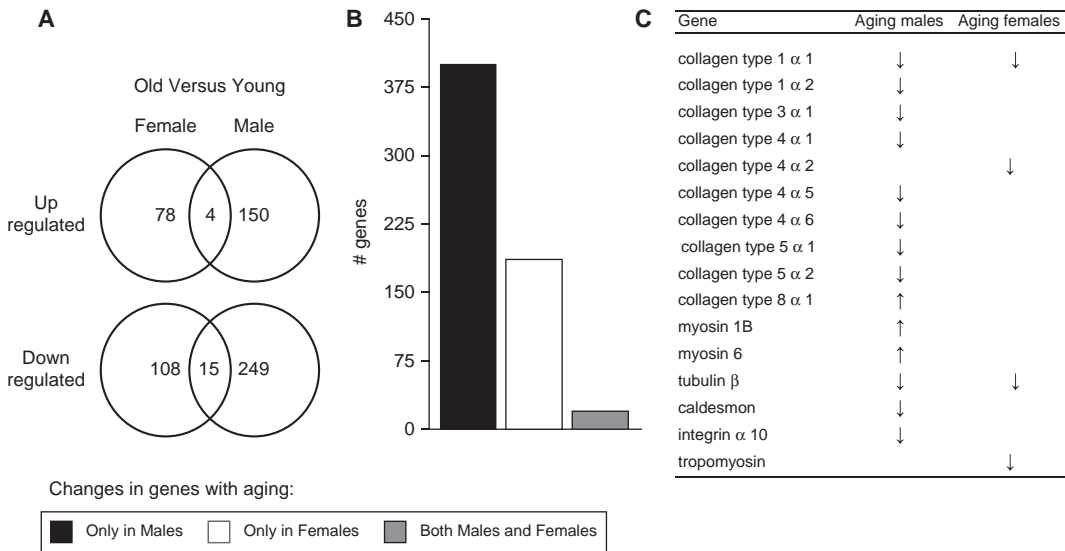 A
Old Versus Young
Female Male
Up regulated
78 4 150
Down regulated
108 15 249
B
# genes
450
375
300
225
150
75
0
C
Gene Aging males Aging females
collagen type 1 α 1 ↓ ↓
collagen type 1 α 2 ↓
collagen type 3 α 1 ↓
collagen type 4 α 1 ↓
collagen type 4 α 2 ↓
collagen type 4 α 5 ↓
collagen type 4 α 6 ↓
collagen type 5 α 1 ↓
collagen type 5 α 2 ↓
collagen type 8 α 1 ↑
myosin 1B ↑
myosin 6 ↑
tubulin β ↓ ↓
caldesmon ↓
integrin α 10 ↓
tropomyosin ↓
Changes in genes with aging:
Only in Males Only in Females Both Males and Females